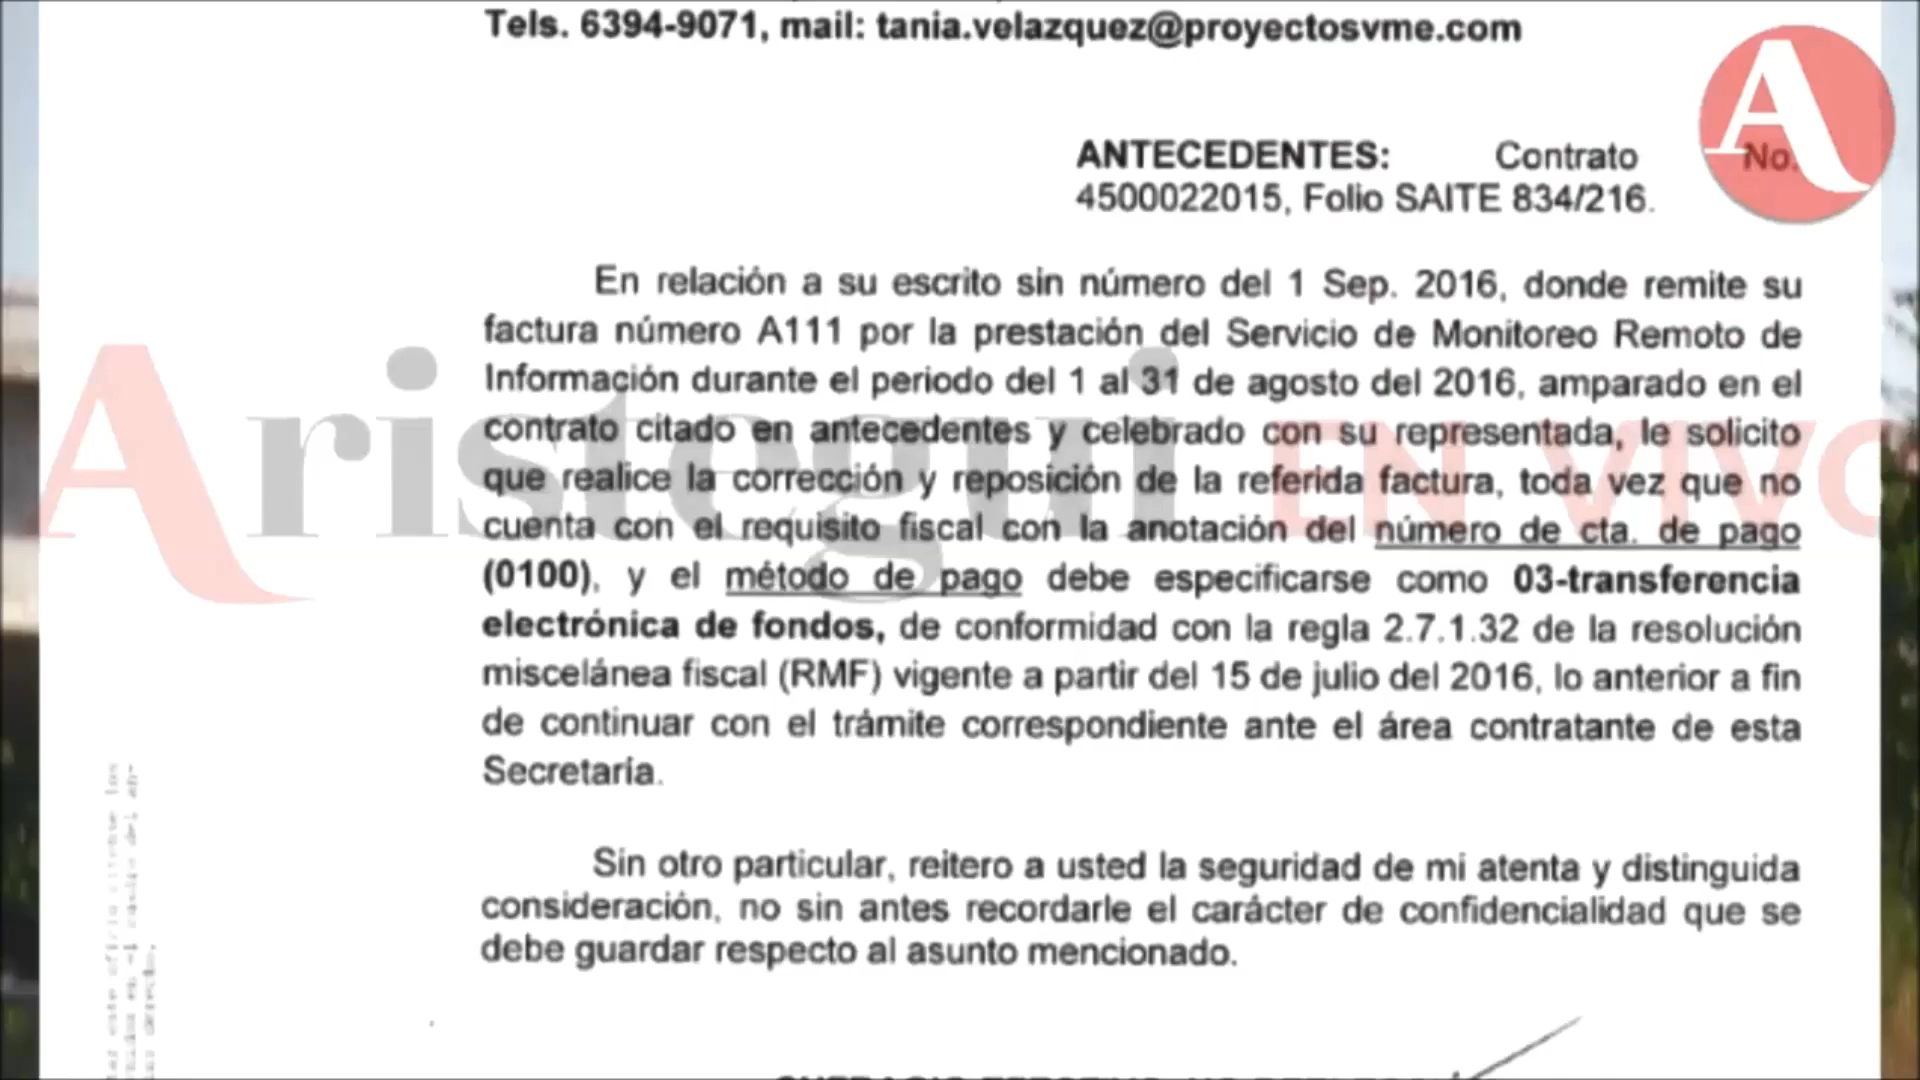 Tels. 6394-9071, mail: tania.velazquez@proyectosvme.com
A
ANTECEDENTES: Contrato No.
4500022015, Folio SAITE 834/216.
En relación a su escrito sin número del 1 Sep. 2016, donde remite su
factura número A111 por la prestación del Servicio de Monitoreo Remoto de
Información durante el periodo del 1 al 31 de agosto del 2016, amparado en el
contrato citado en antecedentes y celebrado con su representada, le solicito
que realice la corrección y reposición de la referida factura, toda vez que no
cuenta con el requisito fiscal con la anotación del número de cta. de pago
(0100), y el método de pago debe especificarse como 03-transferencia
electrónica de fondos, de conformidad con la regla 2.7.1.32 de la resolución
miscelánea fiscal (RMF) vigente a partir del 15 de julio del 2016, lo anterior a fin
de continuar con el trámite correspondiente ante el área contratante de esta
Secretaría.
Sin otro particular, reitero a usted la seguridad de mi atenta y distinguida
consideración, no sin antes recordarle el carácter de confidencialidad que se
debe guardar respecto al asunto mencionado.
Aristegui EN VIVO